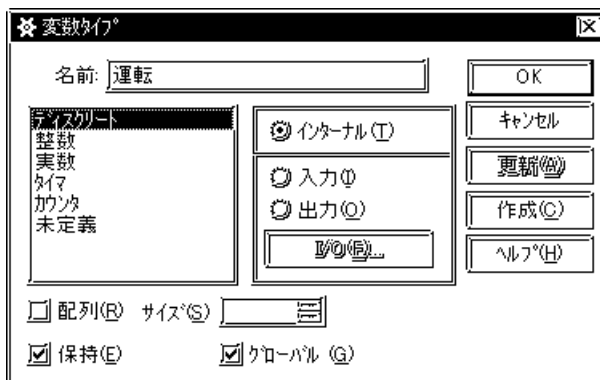 変数ﾀｲﾌﾟ
名前: 運転
OK
ﾃﾞｨｽｸﾘｰﾄ
整数
実数
ﾀｲﾏ
ｶｳﾝﾀ
未定義
ｲﾝﾀｰﾅﾙ(T)
入力(I)
出力(O)
I/O(F)...
ｷｬﾝｾﾙ
更新(A)
作成(C)
ﾍﾙﾌﾟ(H)
配列(R) ｻｲｽﾞ(S)
保持(E) ｸﾞﾛｰﾊﾞﾙ (G)